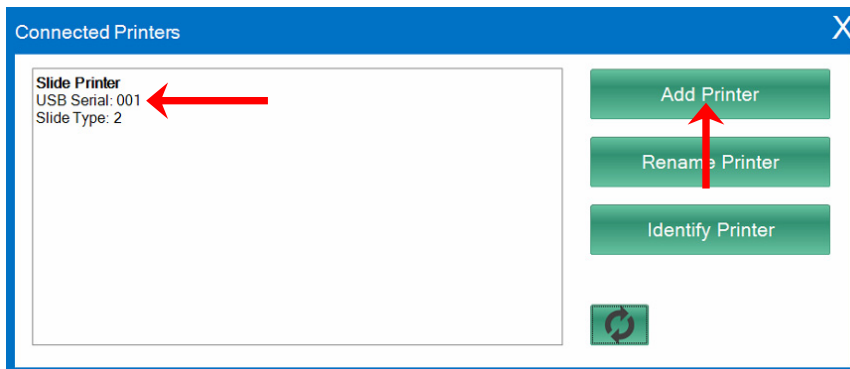 Connected Printers
X
Slide Printer
USB Serial: 001
Slide Type: 2
Add Printer
Rename Printer
Identify Printer